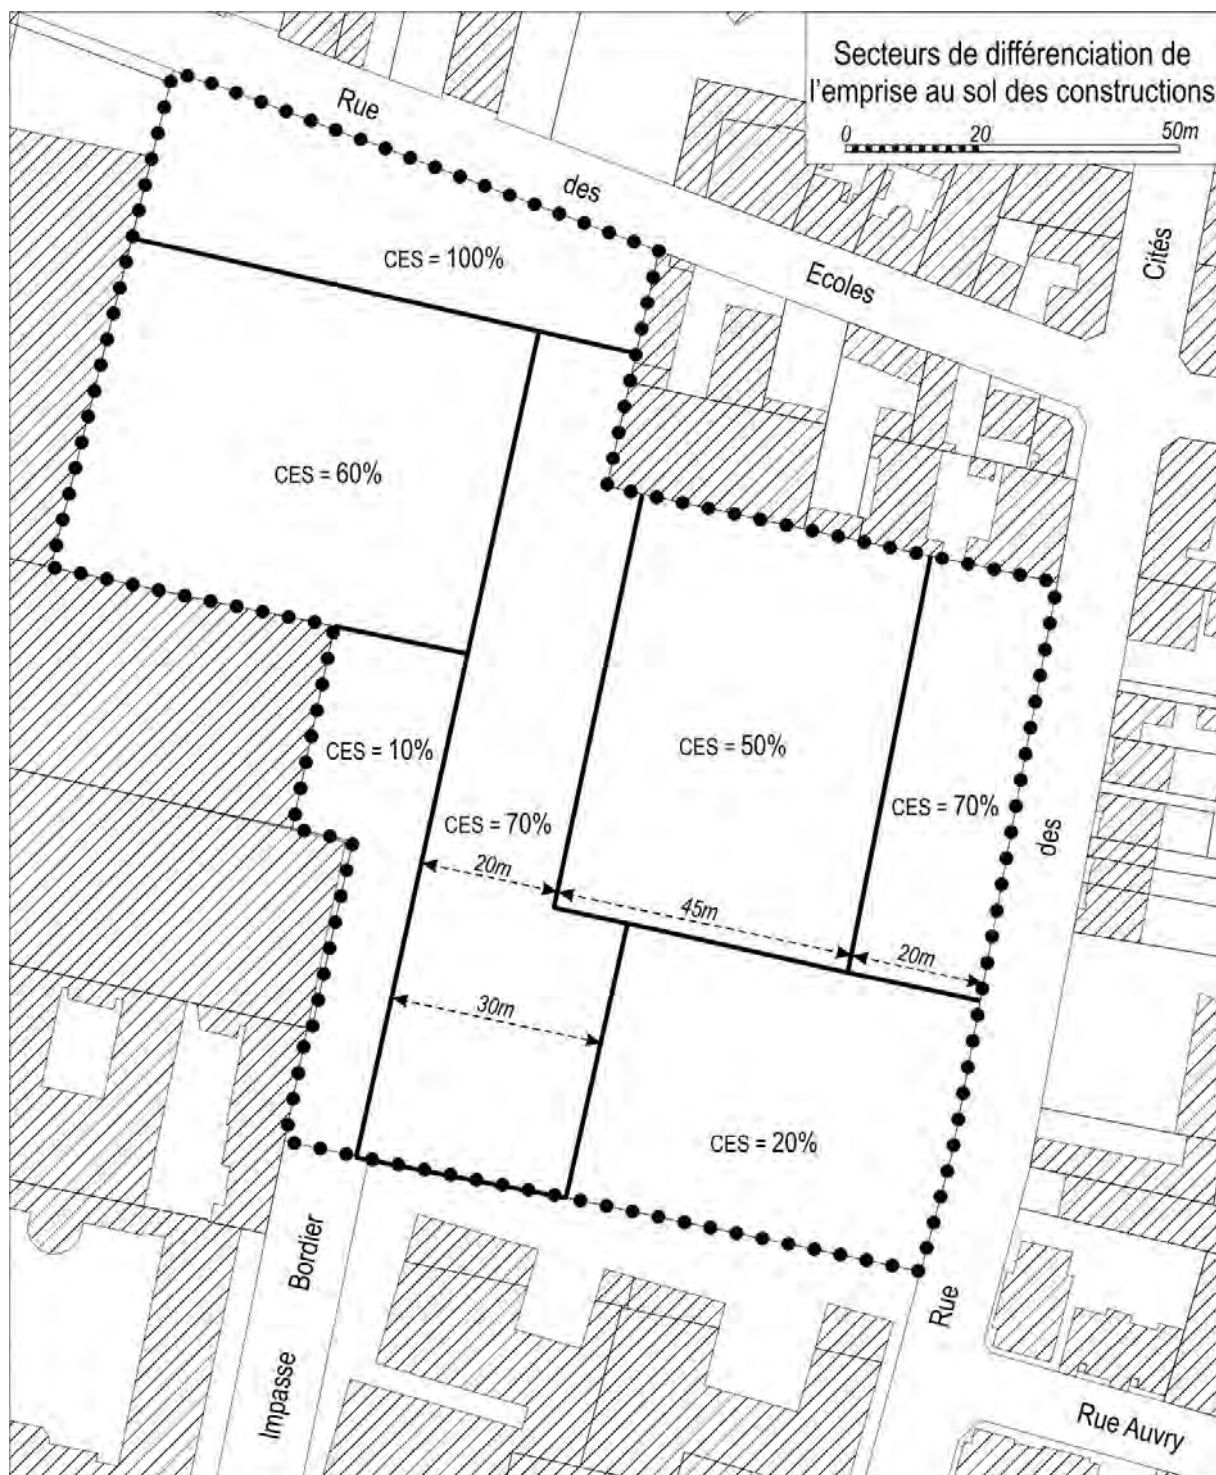 Secteurs de différenciation de
l'emprise au sol des constructions
0 20 50m
Rue
des
Ecoles
Cités
CES = 100%
CES = 60%
CES = 10%
CES = 50%
CES = 70%
CES = 70%
des
20m
45m
20m
30m
CES = 20%
Rue
Impasse Bordier
Rue Auvry